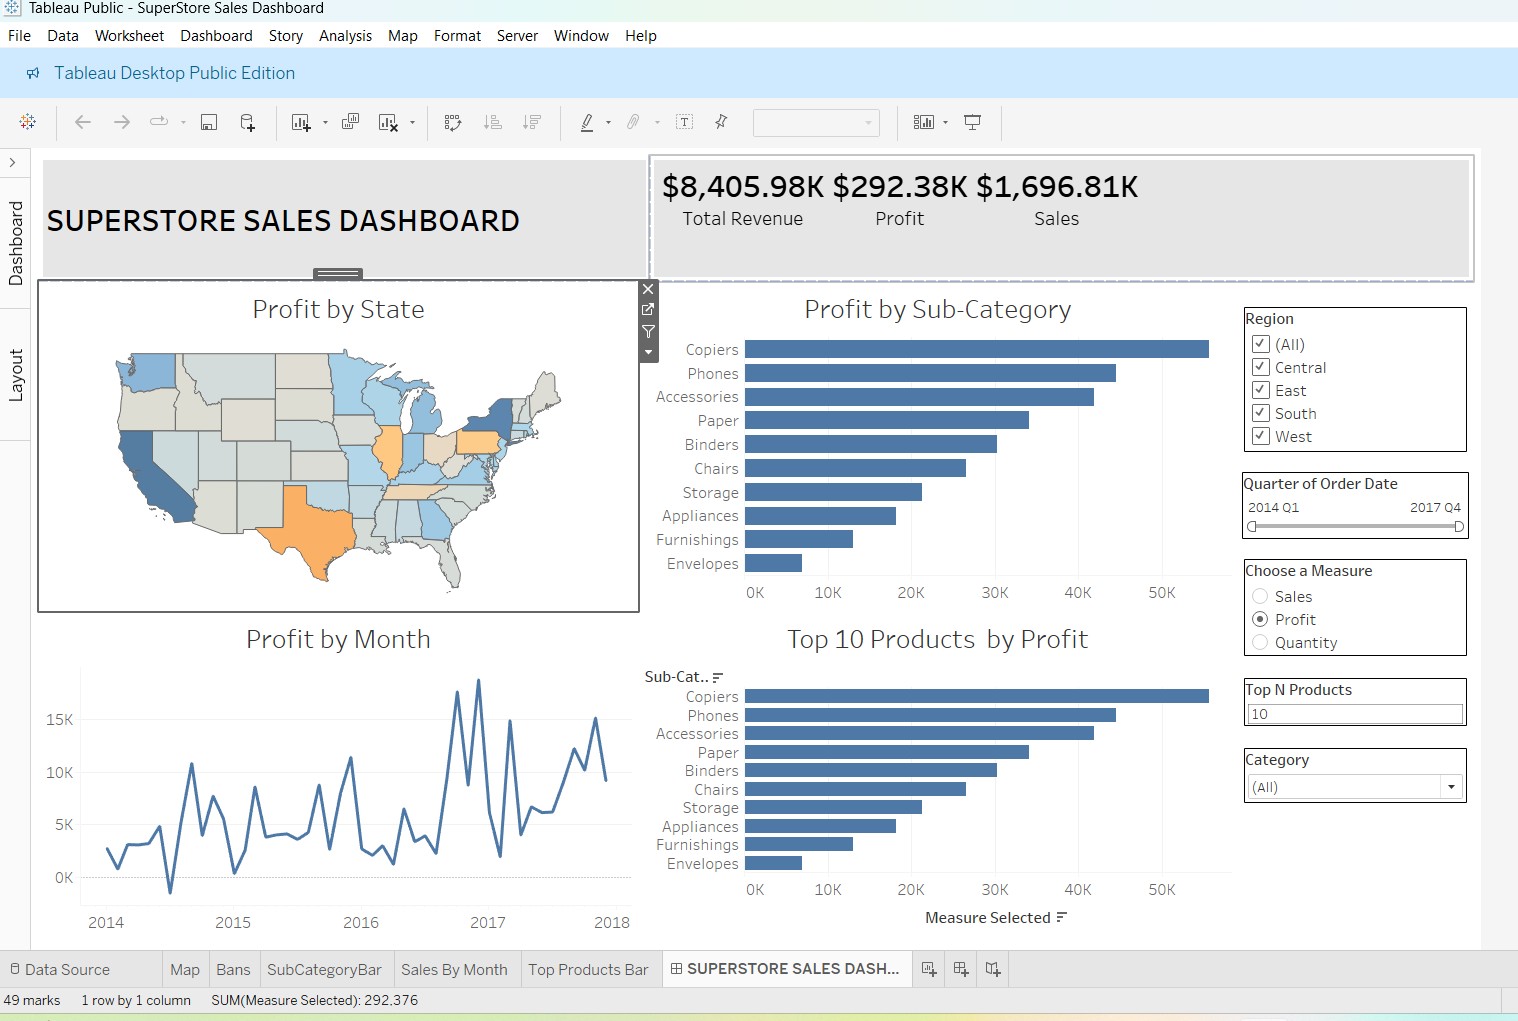 Tableau Public - SuperStore Sales Dashboard
File Data Worksheet Dashboard Story Analysis Map Format Server Window Help
Tableau Desktop Public Edition
Dashboard
Layout
SUPERSTORE SALES DASHBOARD
$8,405.98K $292.38K $1,696.81K
Total Revenue Profit Sales
Profit by State
Profit by Sub-Category
Copiers
Phones
Accessories
Paper
Binders
Chairs
Storage
Appliances
Furnishings
Envelopes
0K 10K 20K 30K 40K 50K
Region
(All)
Central
East
South
West
Quarter of Order Date
2014 Q1 2017 Q4
Choose a Measure
Sales
Profit
Quantity
Top N Products
10
Category
(All)
Profit by Month
15K
10K
5K
0K
2014 2015 2016 2017 2018
Top 10 Products by Profit
Sub-Cat..
Copiers
Phones
Accessories
Paper
Binders
Chairs
Storage
Appliances
Furnishings
Envelopes
0K 10K 20K 30K 40K 50K
Measure Selected
Data Source Map Bans SubCategoryBar Sales By Month Top Products Bar SUPERSTORE SALES DASH...
49 marks 1 row by 1 column SUM(Measure Selected): 292.376